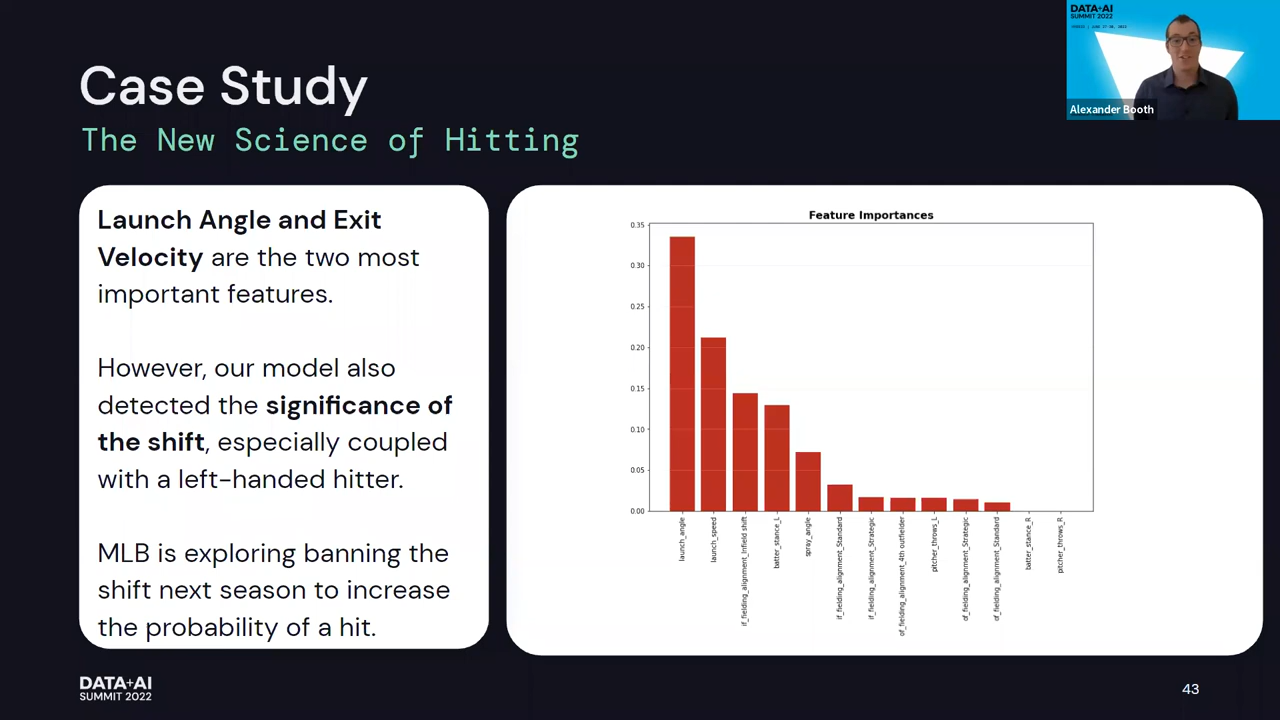 DATA+AI
SUMMIT 2022
Alexander Booth
Case Study
The New Science of Hitting
Launch Angle and Exit
Velocity are the two most
important features.
However, our model also
detected the significance of
the shift, especially coupled
with a left-handed hitter.
MLB is exploring banning the
shift next season to increase
the probability of a hit.
Feature Importances
0.35
0.30
0.25
0.20
0.15
0.10
0.05
0.00
launch_angle
launch_speed
if_fielding_alignment_Infield shift
batter_stance_L
spray_angle
if_fielding_alignment_Standard
if_fielding_alignment_Strategic
of_fielding_alignment_4th outfielder
pitcher_throws_L
of_fielding_alignment_Strategic
of_fielding_alignment_Standard
batter_stance_R
pitcher_throws_R
DATA+AI
SUMMIT 2022
43